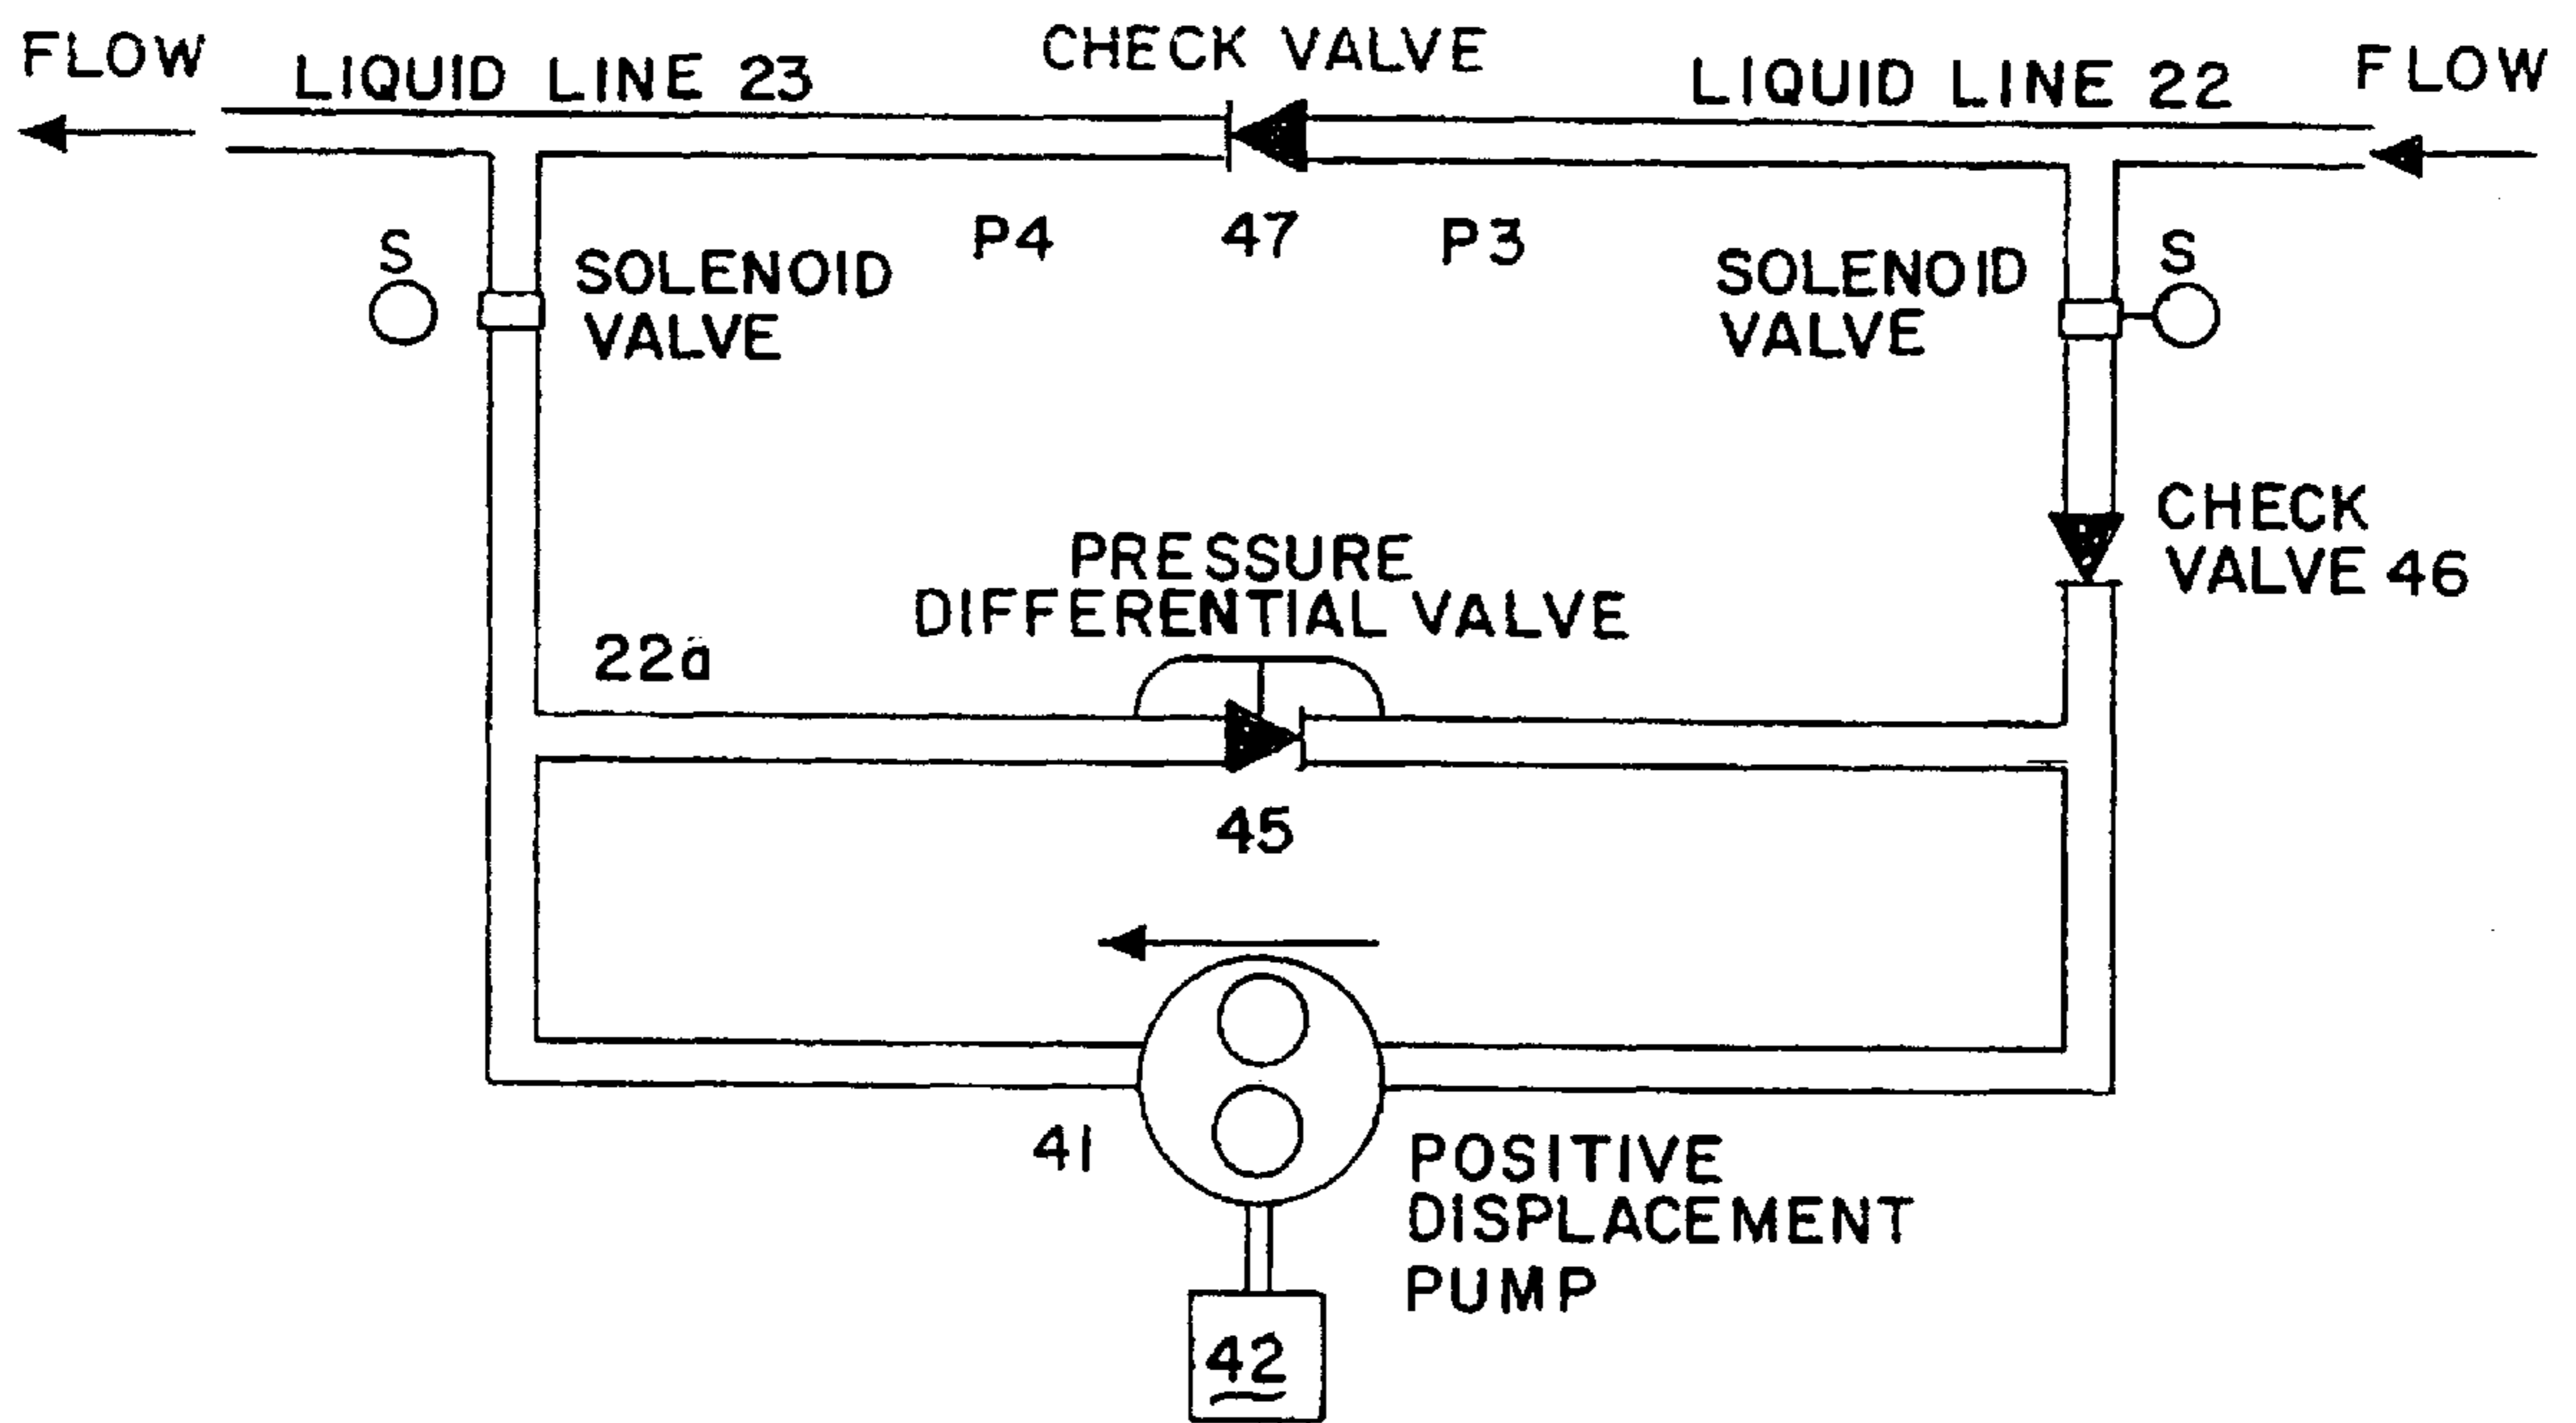 FLOW
LIQUID LINE 23
CHECK VALVE
LIQUID LINE 22
FLOW
P4
47
P3
S
SOLENOID
VALVE
SOLENOID
VALVE
S
CHECK
VALVE 46
PRESSURE
DIFFERENTIAL VALVE
22a
45
41
POSITIVE
DISPLACEMENT
PUMP
42